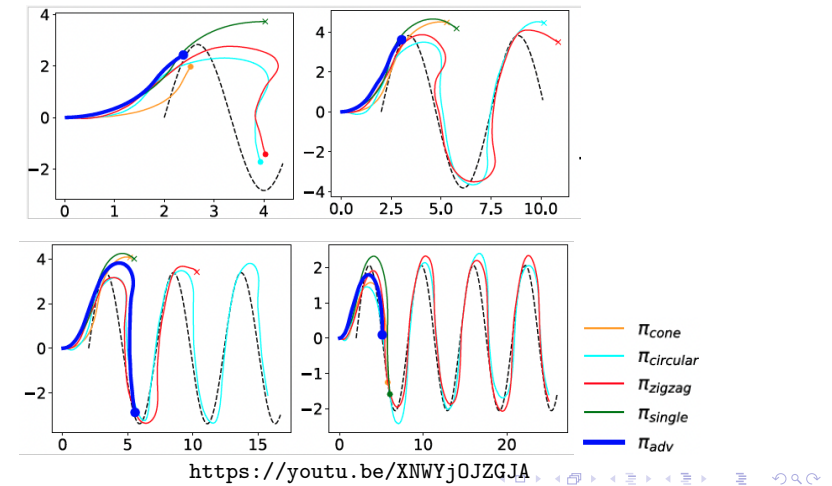 4
2
0
−2
0 1 2 3 4
4
2
0
−2
−4
0.0 2.5 5.0 7.5 10.0
4
2
0
−2
0 5 10 15
2
1
0
−1
−2
0 10 20
π_cone
π_circular
π_zigzag
π_single
π_adv
https://youtu.be/XNWYjOJZGJA